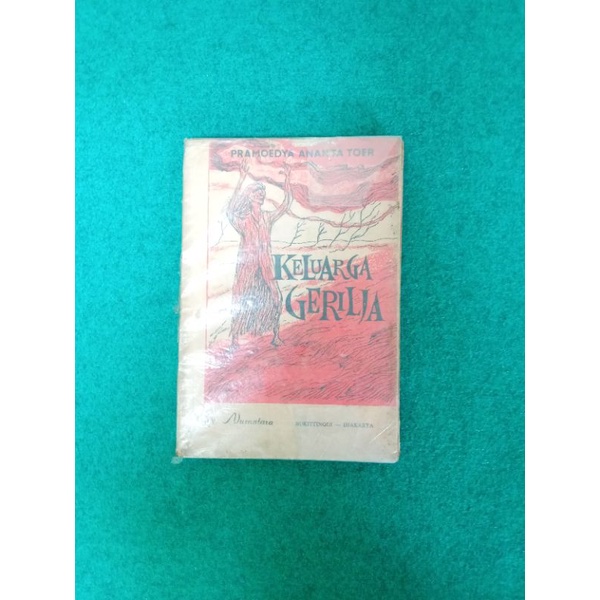 PRAMOEDYA ANANTA TOER
KELUARGA
GERILJA
Nusantara
BUKITTINGGI — DJAKARTA